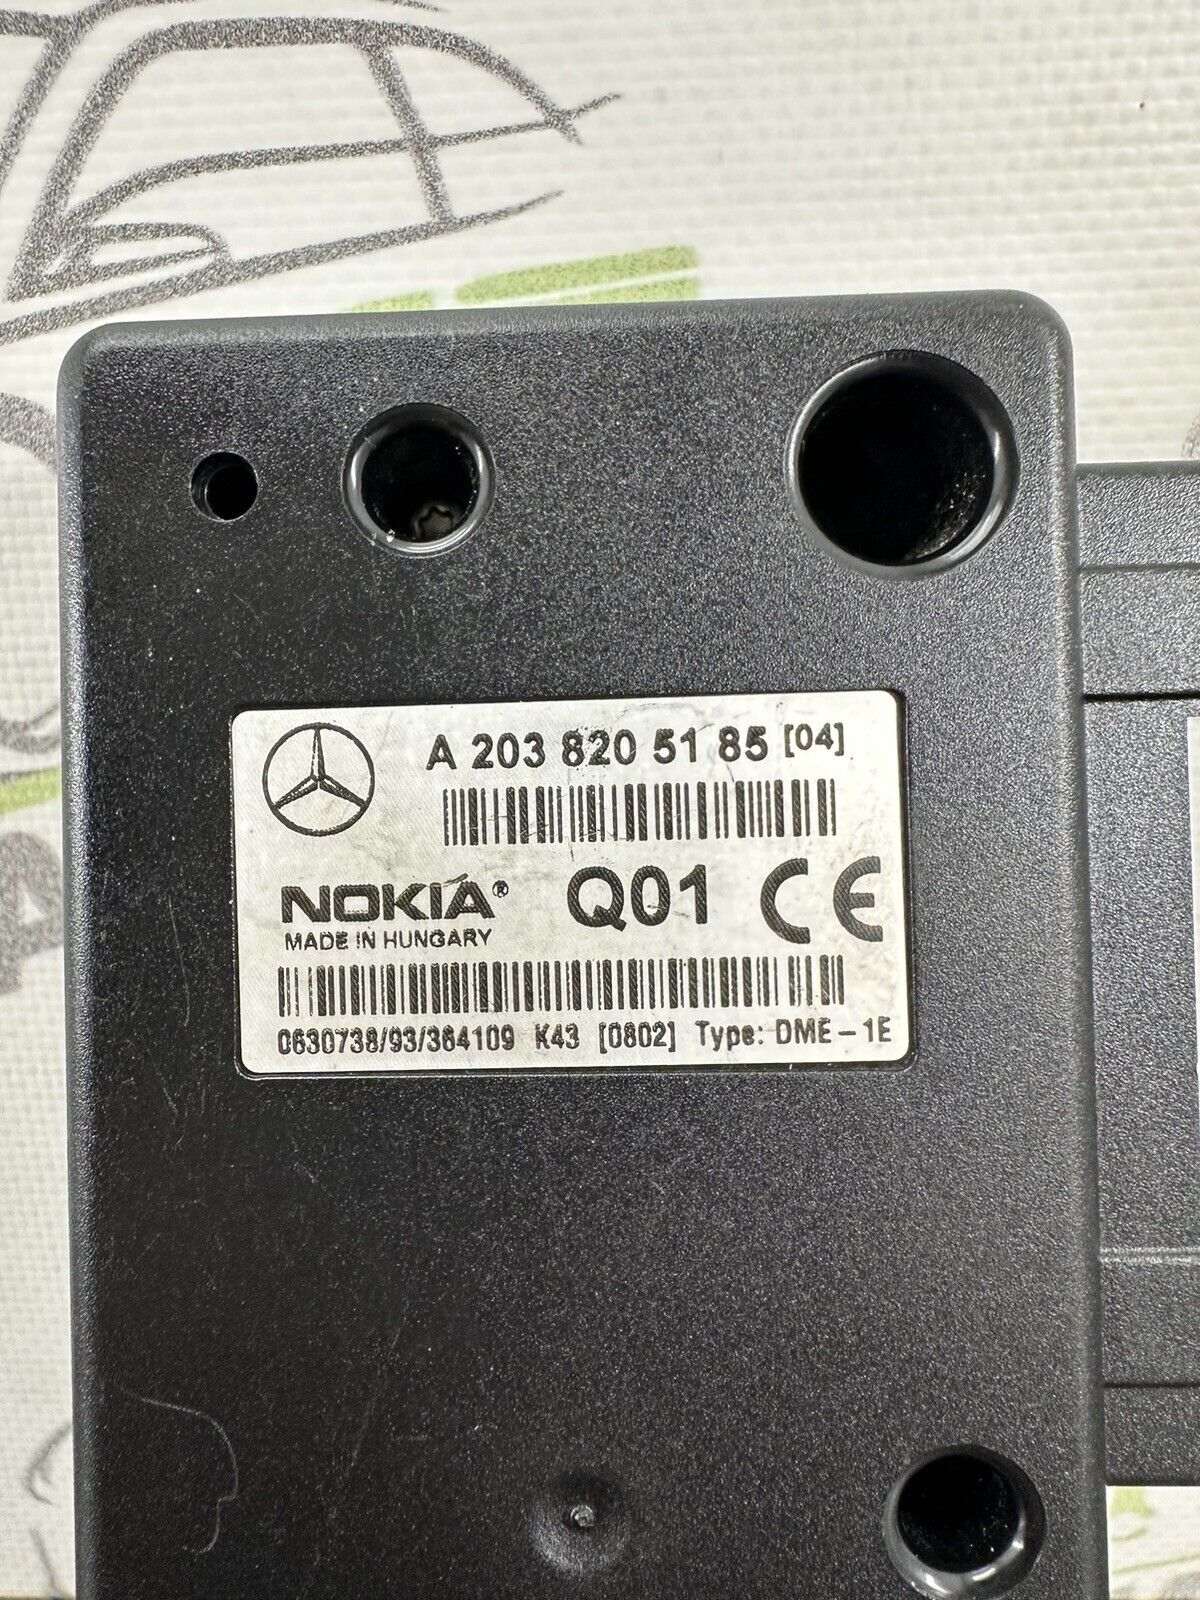 A 203 820 51 85 [04]
NOKIA® Q01 CE
MADE IN HUNGARY
0630738/93/364109 K43 [0802] Type: DME-1E